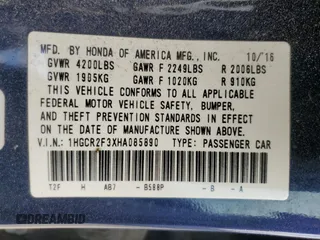 MFD. BY HONDA OF AMERICA MFG., INC. 10/16
GVWR 4200LBS GAWR F 2249LBS R 2006LBS
GVWR 1905KG GAWR F 1020KG R 910KG
THIS VEHICLE CONFORMS TO ALL APPLICABLE
FEDERAL MOTOR VEHICLE SAFETY, BUMPER,
AND THEFT PREVENTION STANDARDS IN EFFECT
ON THE DATE OF MANUFACTURE SHOWN ABOVE.
V.I.N.: 1HGCR2F3XHA085890 TYPE: PASSENGER CAR
T2F H AB7 - B588P - B - A
DREAMBID